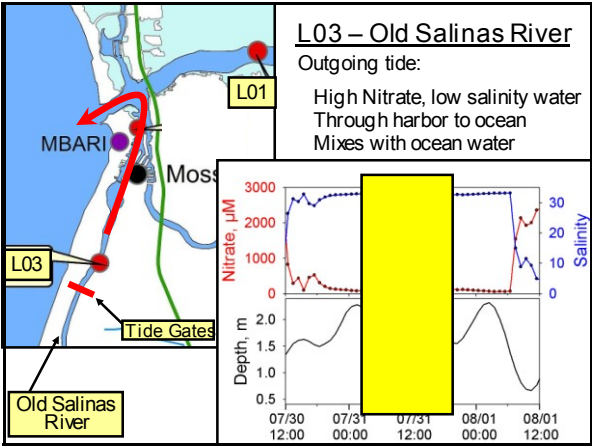 L03 – Old Salinas River
Outgoing tide:
High Nitrate, low salinity water
Through harbor to ocean
Mixes with ocean water
L01
MBARI
Moss
L03
Tide Gates
Old Salinas
River
Nitrate, µM
3000
2000
1000
0
Salinity
30
20
10
0
Depth, m
2.0
1.5
1.0
0.5
07/30 07/31 07/31 08/01 08/01
12:00 00:00 12:00 00:00 12:00